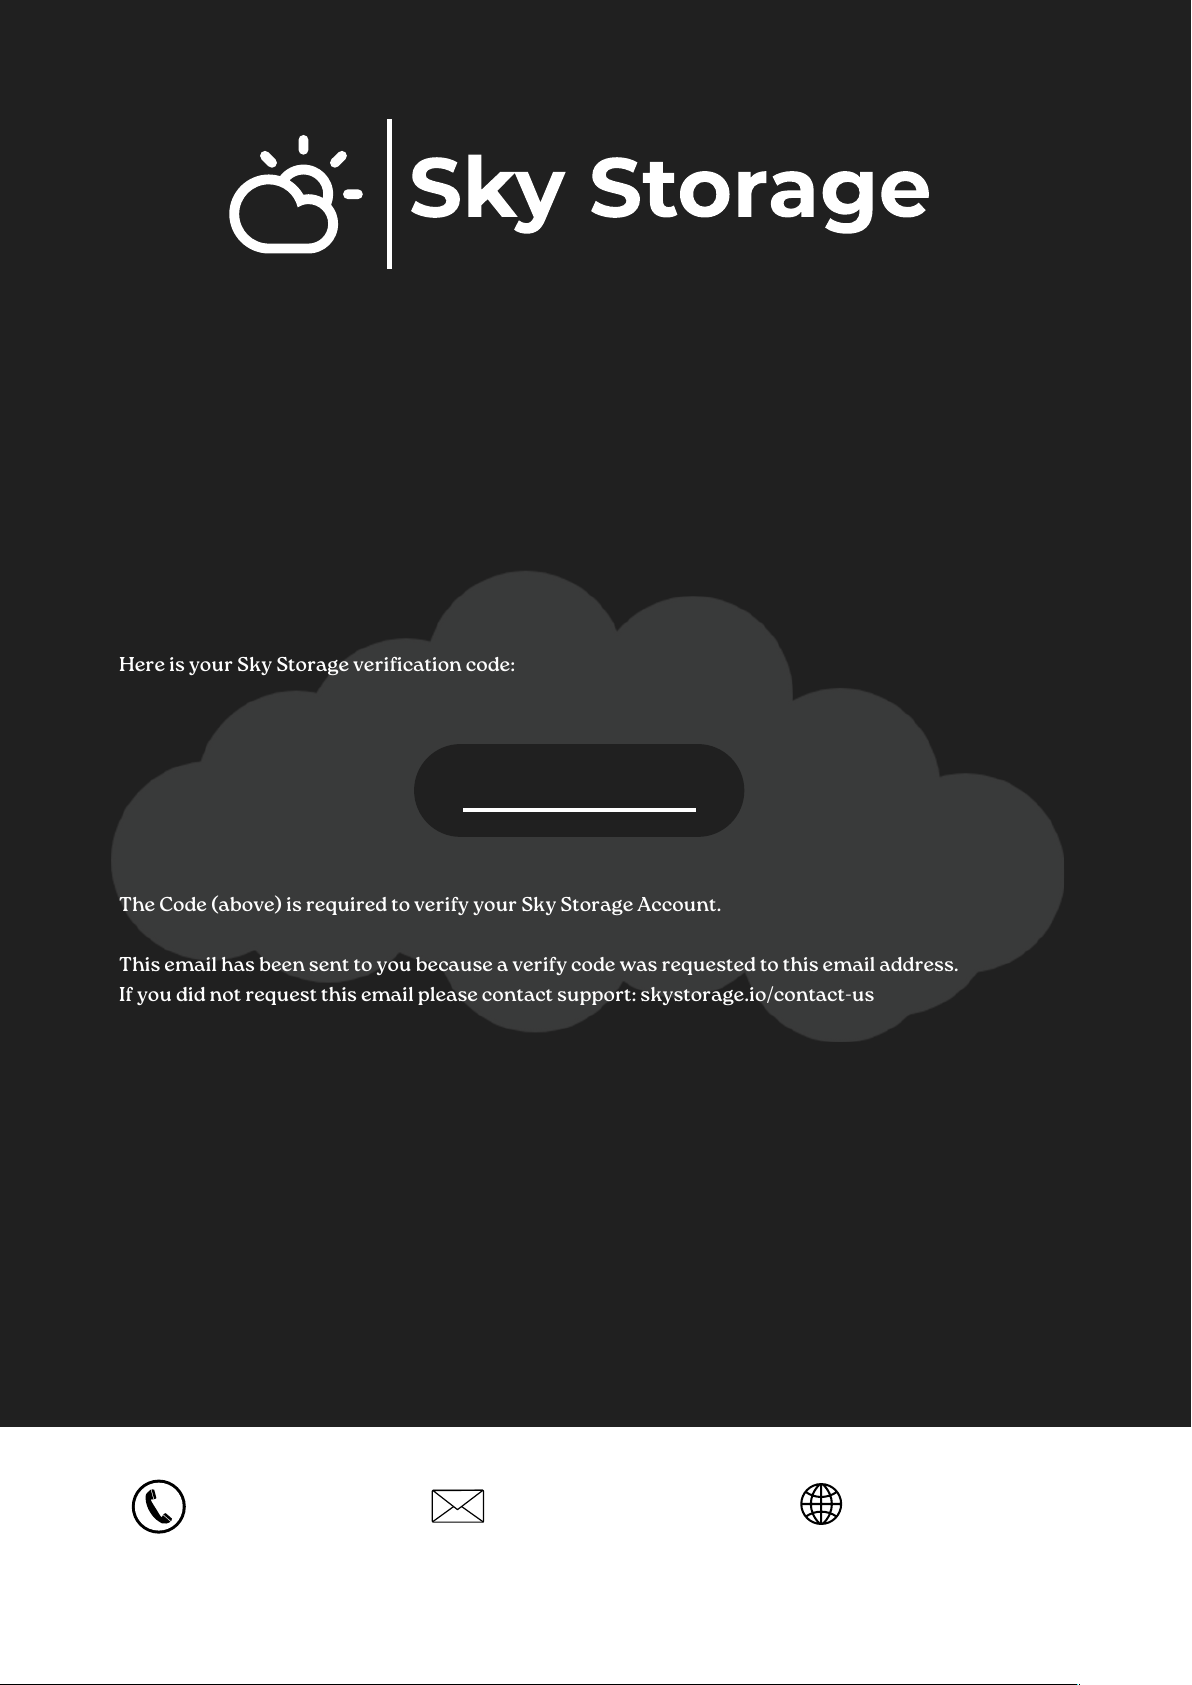 Sky Storage
Here is your Sky Storage verification code:
The Code (above) is required to verify your Sky Storage Account.
This email has been sent to you because a verify code was requested to this email address.
If you did not request this email please contact support: skystorage.io/contact-us